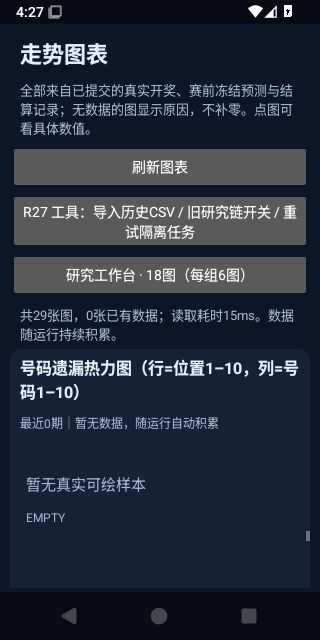 4:27
走势图表
全部来自已提交的真实开奖、赛前冻结预测与结
算记录；无数据的图显示原因，不补零。点图可
看具体数值。
刷新图表
R27 工具：导入历史CSV / 旧研究链开关 / 重
试隔离任务
研究工作台 · 18图（每组6图）
共29张图，0张已有数据；读取耗时15ms。数据
随运行持续积累。
号码遗漏热力图（行=位置1–10，列=号
码1–10）
最近0期｜暂无数据，随运行自动积累
暂无真实可绘样本
EMPTY